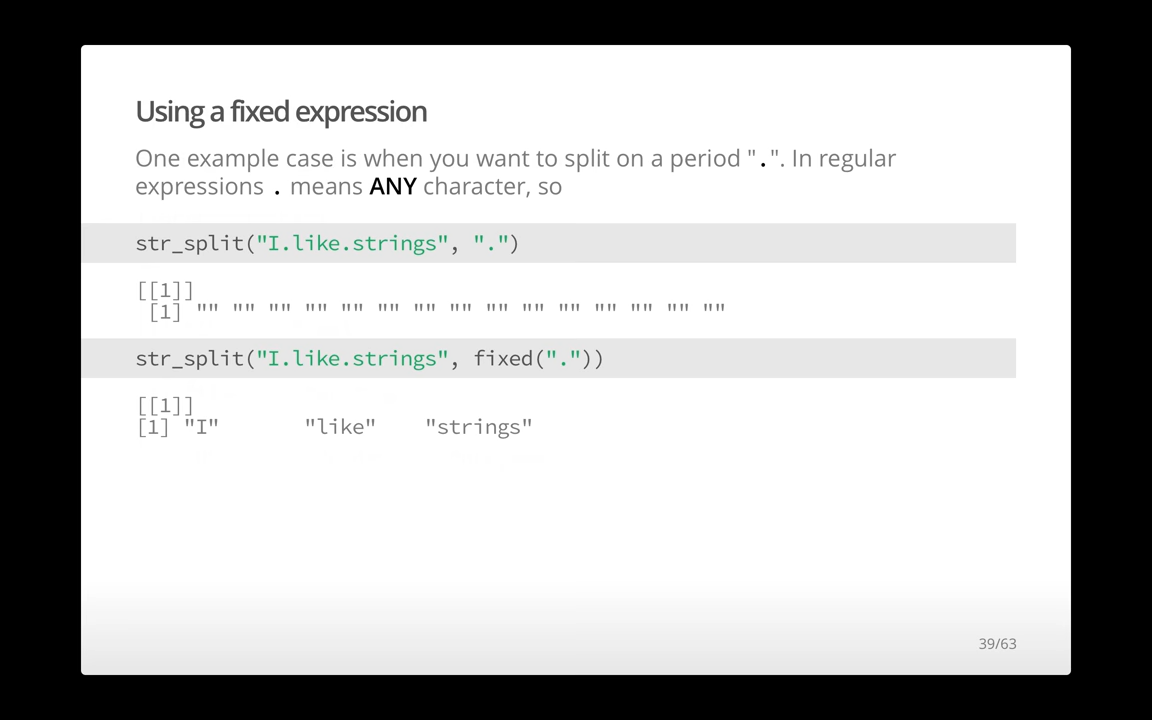 Using a fixed expression
One example case is when you want to split on a period ".". In regular
expressions . means ANY character, so
str_split("I.like.strings", ".")
[[1]]
[1] "" "" "" "" "" "" "" "" "" "" "" "" "" "" ""
str_split("I.like.strings", fixed("."))
[[1]]
[1] "I" "like" "strings"
39/63